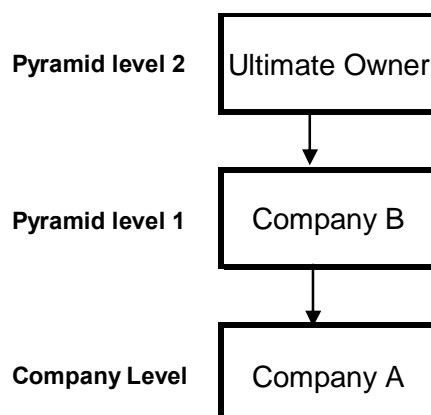 Pyramid level 2 Ultimate Owner
Pyramid level 1 Company B
Company Level Company A